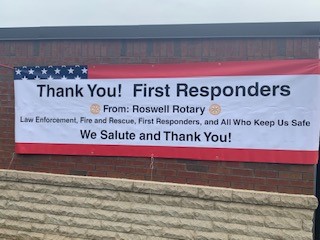 Thank You! First Responders
From: Roswell Rotary
Law Enforcement, Fire and Rescue, First Responders, and All Who Keep Us Safe
We Salute and Thank You!